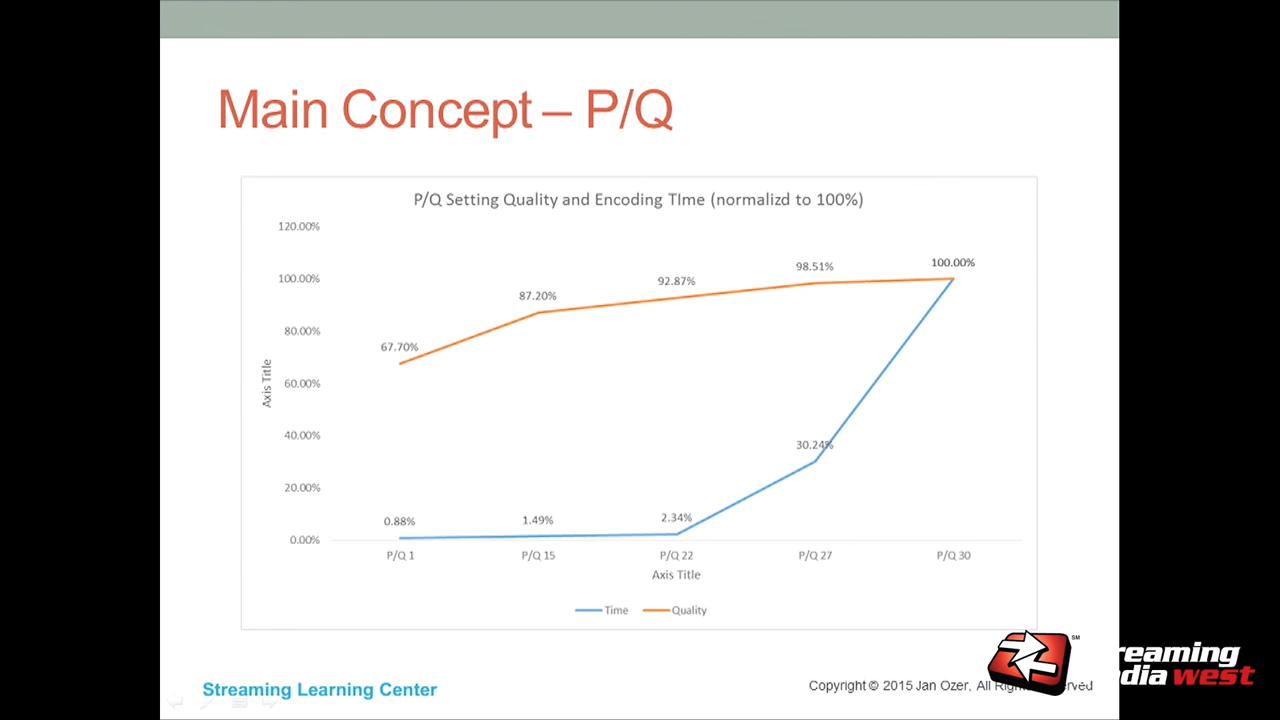 Main Concept – P/Q
P/Q Setting Quality and Encoding TIme (normalizd to 100%)
120.00%
100.00%
80.00%
60.00%
40.00%
20.00%
0.00%
Axis Title
67.70%
87.20%
92.87%
98.51%
100.00%
0.88%
1.49%
2.34%
30.24%
P/Q 1
P/Q 15
P/Q 22
P/Q 27
P/Q 30
Axis Title
Time
Quality
Streaming Learning Center
Copyright © 2015 Jan Ozer, All
SM
reaming
dia west